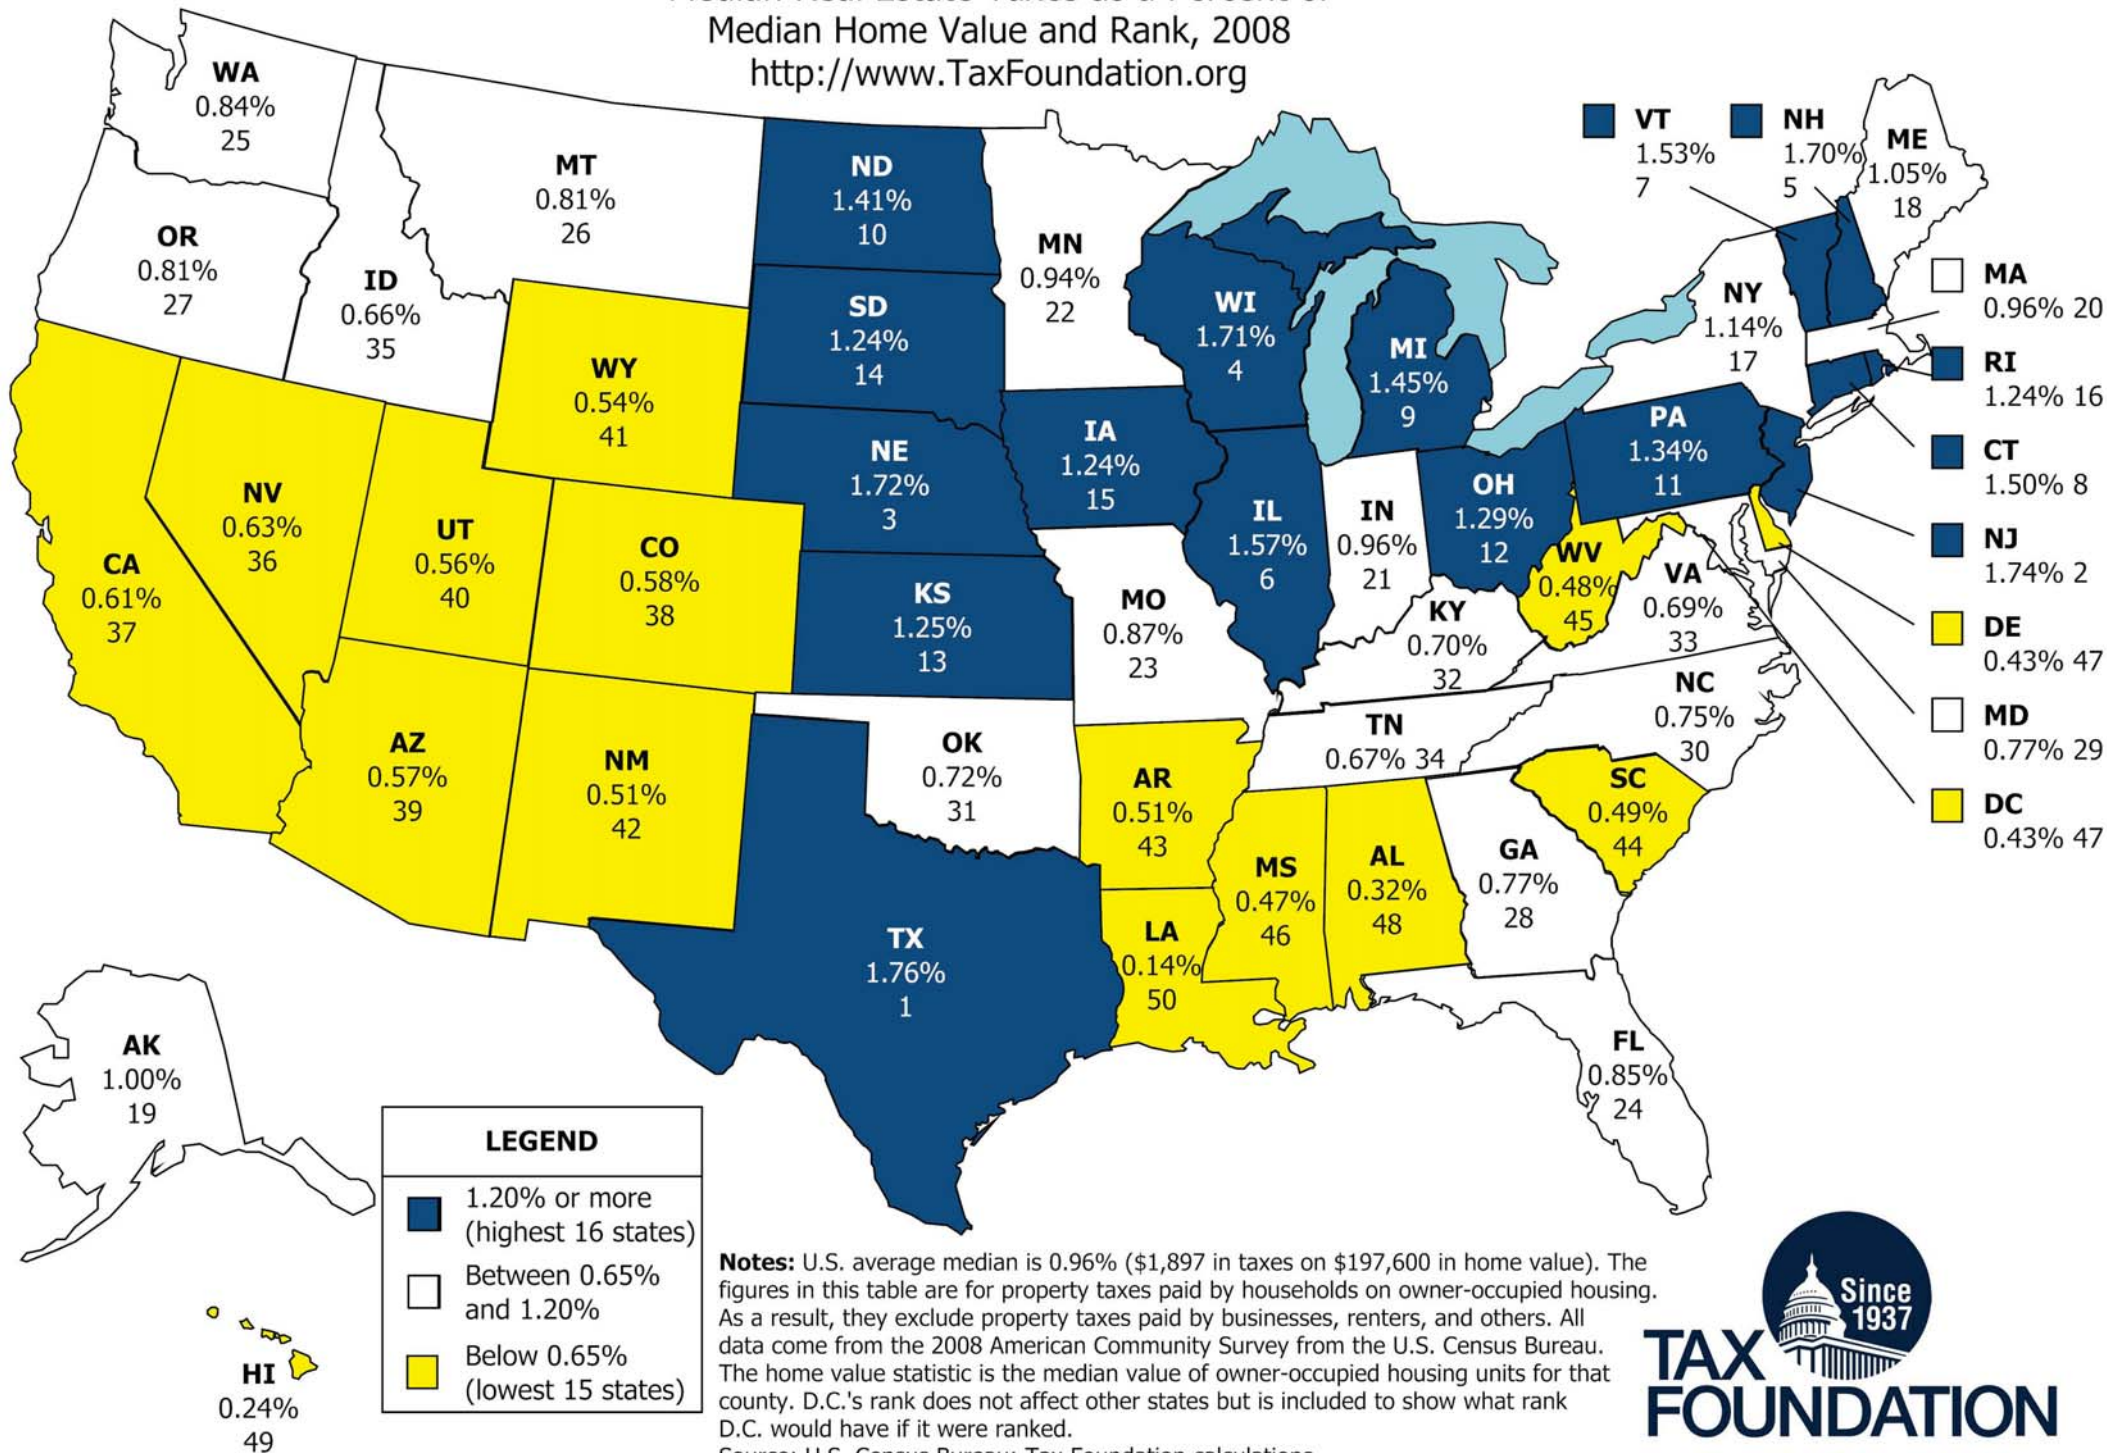 Median Real Estate Taxes as a Percent of
Median Home Value and Rank, 2008
http://www.TaxFoundation.org
WA
0.84%
25
MT
0.81%
26
ND
1.41%
10
MN
0.94%
22
VT
1.53%
7
NH
1.70%
5
ME
1.05%
18
OR
0.81%
27
ID
0.66%
35
SD
1.24%
14
WI
1.71%
4
MI
1.45%
9
NY
1.14%
17
MA
0.96% 20
RI
1.24% 16
WY
0.54%
41
NE
1.72%
3
IA
1.24%
15
PA
1.34%
11
CT
1.50% 8
NV
0.63%
36
UT
0.56%
40
CO
0.58%
38
IL
1.57%
6
IN
0.96%
21
OH
1.29%
12
NJ
1.74% 2
CA
0.61%
37
KS
1.25%
13
MO
0.87%
23
KY
0.70%
32
WV
0.48%
45
VA
0.69%
33
DE
0.43% 47
NC
0.75%
30
MD
0.77% 29
AZ
0.57%
39
NM
0.51%
42
OK
0.72%
31
AR
0.51%
43
TN
0.67% 34
SC
0.49%
44
DC
0.43% 47
MS
0.47%
46
AL
0.32%
48
GA
0.77%
28
TX
1.76%
1
LA
0.14%
50
FL
0.85%
24
AK
1.00%
19
HI
0.24%
49
LEGEND
1.20% or more
(highest 16 states)
Between 0.65%
and 1.20%
Below 0.65%
(lowest 15 states)
Notes: U.S. average median is 0.96% ($1,897 in taxes on $197,600 in home value). The
figures in this table are for property taxes paid by households on owner-occupied housing.
As a result, they exclude property taxes paid by businesses, renters, and others. All
data come from the 2008 American Community Survey from the U.S. Census Bureau.
The home value statistic is the median value of owner-occupied housing units for that
county. D.C.'s rank does not affect other states but is included to show what rank
D.C. would have if it were ranked.
Source: U.S. Census Bureau; Tax Foundation calculations
Since
1937
TAX
FOUNDATION